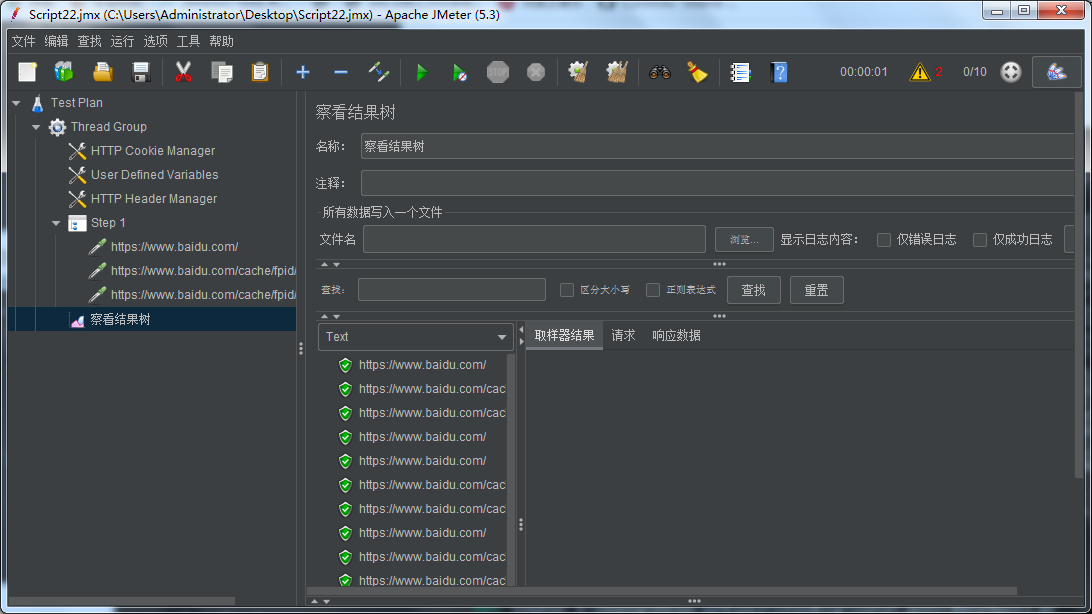 Script22.jmx (C:\Users\Administrator\Desktop\Script22.jmx) - Apache JMeter (5.3)
文件 编辑 查找 运行 选项 工具 帮助
STOP 00:00:01 2 0/10
Test Plan
Thread Group
HTTP Cookie Manager
User Defined Variables
HTTP Header Manager
Step 1
https://www.baidu.com/
https://www.baidu.com/cache/fpid/
https://www.baidu.com/cache/fpid/
察看结果树
察看结果树
名称： 察看结果树
注释：
所有数据写入一个文件
文件名 浏览... 显示日志内容： 仅错误日志 仅成功日志
查找： 区分大小写 正则表达式 查找 重置
Text
取样器结果 请求 响应数据
https://www.baidu.com/
https://www.baidu.com/cac
https://www.baidu.com/cac
https://www.baidu.com/
https://www.baidu.com/
https://www.baidu.com/cac
https://www.baidu.com/cac
https://www.baidu.com/
https://www.baidu.com/cac
https://www.baidu.com/cac